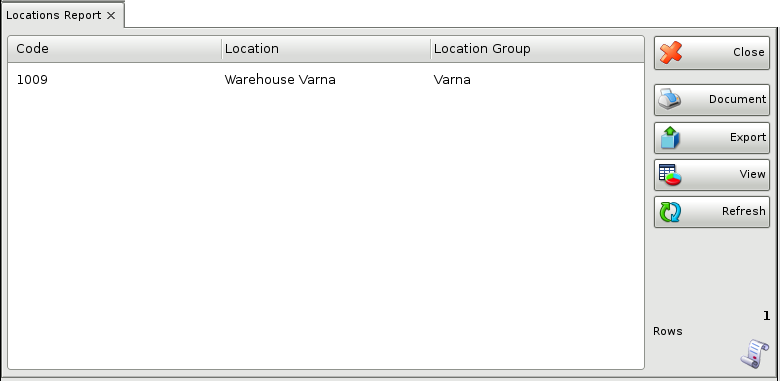 Locations Report ×
Code Location Location Group
1009 Warehouse Varna Varna
Close
Document
Export
View
Refresh
1
Rows